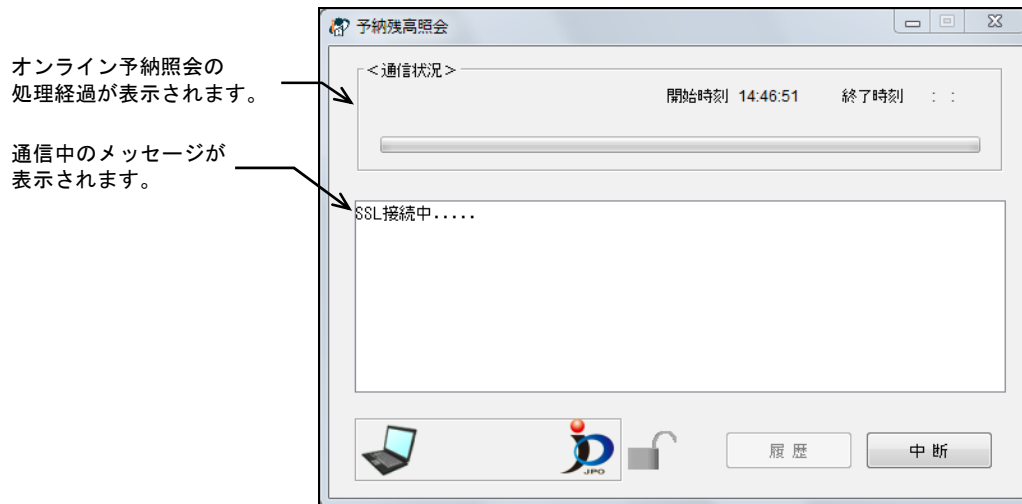 予納残高照会
オンライン予納照会の
処理経過が表示されます。
＜通信状況＞
開始時刻 14:46:51 終了時刻 : :
通信中のメッセージが
表示されます。
SSL接続中.....
JPO
履 歴
中 断